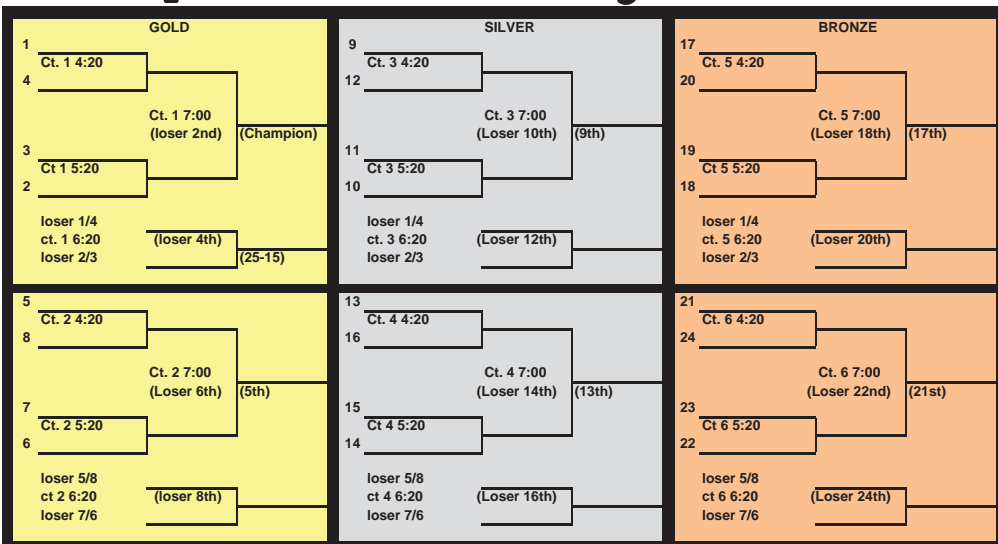 GOLD
1
Ct. 1 4:20
4
Ct. 1 7:00
(loser 2nd)
(Champion)
3
Ct 1 5:20
2
loser 1/4
ct. 1 6:20
(loser 4th)
loser 2/3
(25-15)
5
Ct. 2 4:20
8
Ct. 2 7:00
(Loser 6th)
(5th)
7
Ct. 2 5:20
6
loser 5/8
ct 2 6:20
(loser 8th)
loser 7/6
SILVER
9
Ct. 3 4:20
12
Ct. 3 7:00
(Loser 10th)
(9th)
11
Ct 3 5:20
10
loser 1/4
ct. 3 6:20
(Loser 12th)
loser 2/3
13
Ct. 4 4:20
16
Ct. 4 7:00
(Loser 14th)
(13th)
15
Ct 4 5:20
14
loser 5/8
ct 4 6:20
(Loser 16th)
loser 7/6
BRONZE
17
Ct. 5 4:20
20
Ct. 5 7:00
(Loser 18th)
(17th)
19
Ct 5 5:20
18
loser 1/4
ct. 5 6:20
(Loser 20th)
loser 2/3
21
Ct. 6 4:20
24
Ct. 6 7:00
(Loser 22nd)
(21st)
23
Ct 6 5:20
22
loser 5/8
ct 6 6:20
(Loser 24th)
loser 7/6